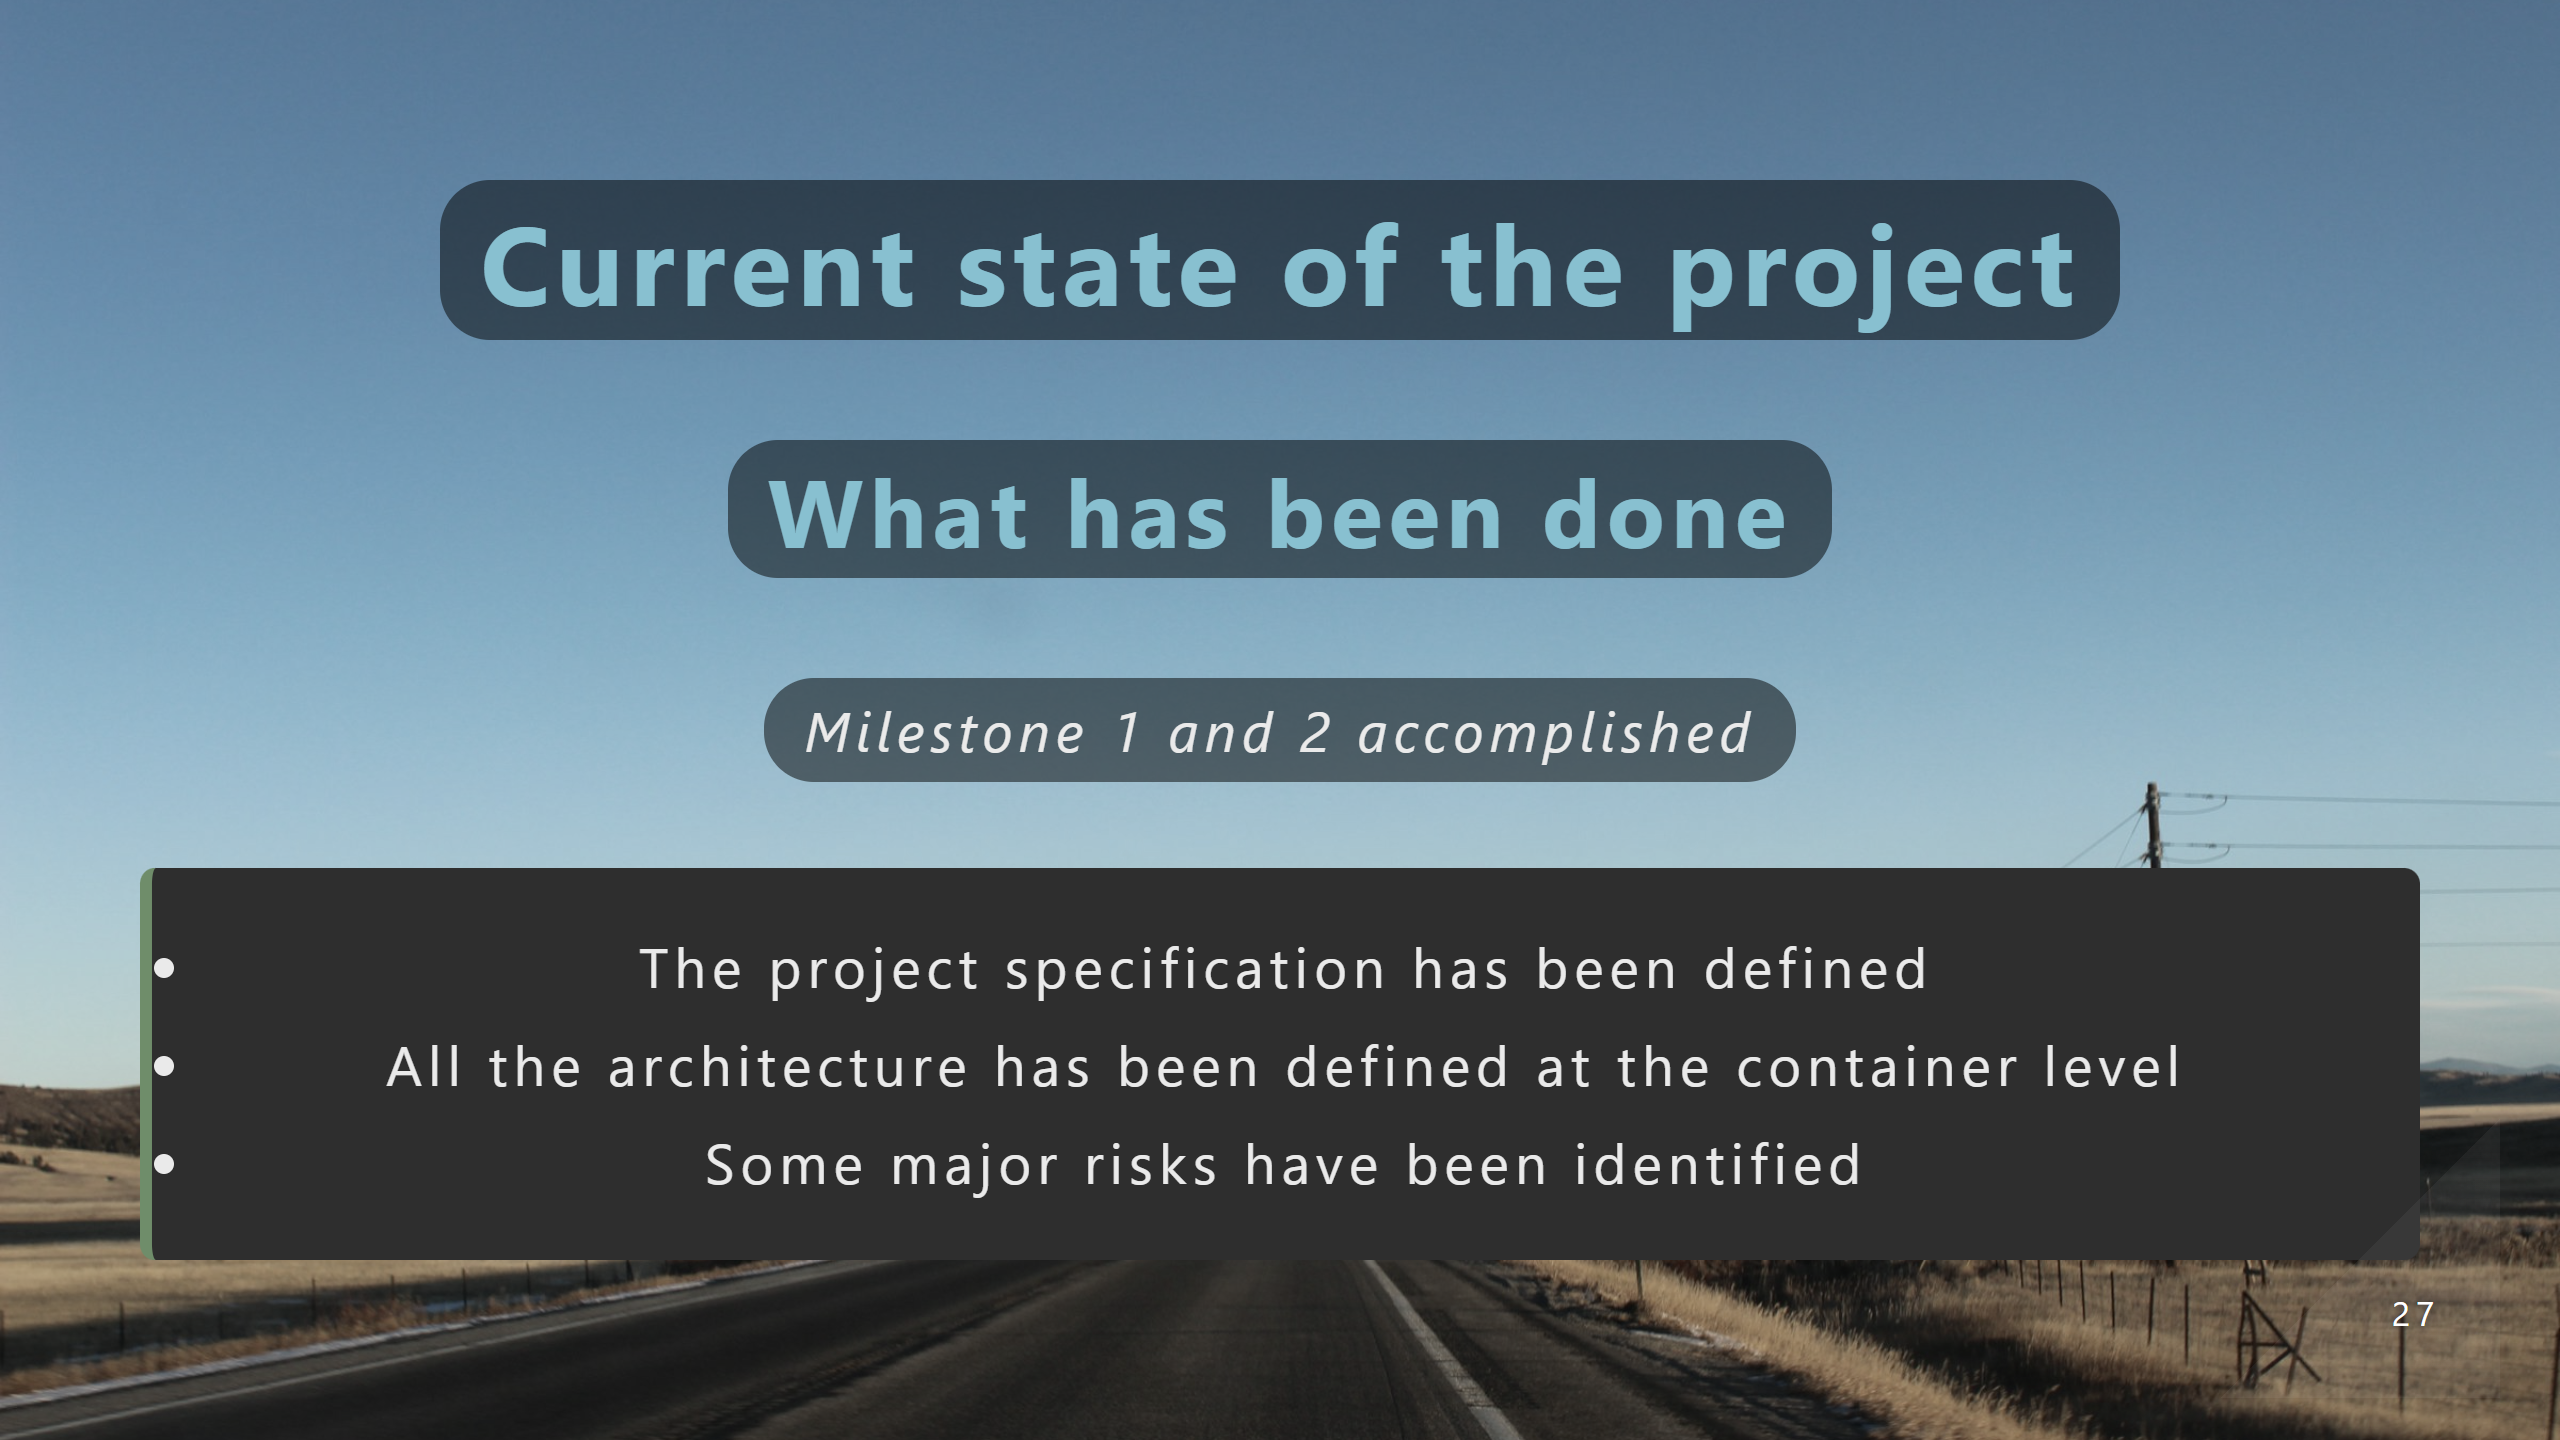 Current state of the project
What has been done
Milestone 1 and 2 accomplished
• The project specification has been defined
• All the architecture has been defined at the container level
• Some major risks have been identified
27